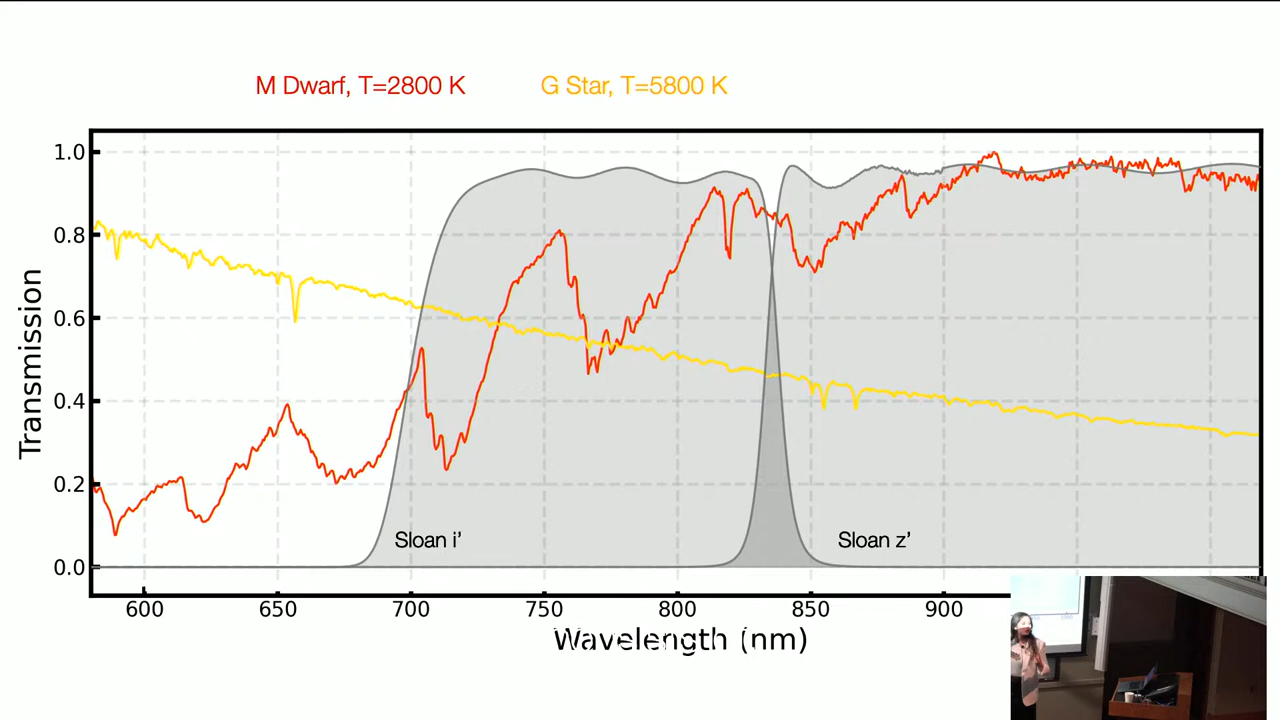 M Dwarf, T=2800 K
G Star, T=5800 K
Transmission
1.0
0.8
0.6
0.4
0.2
0.0
Sloan i’
Sloan z’
600
650
700
750
800
850
900
Wavelength (nm)